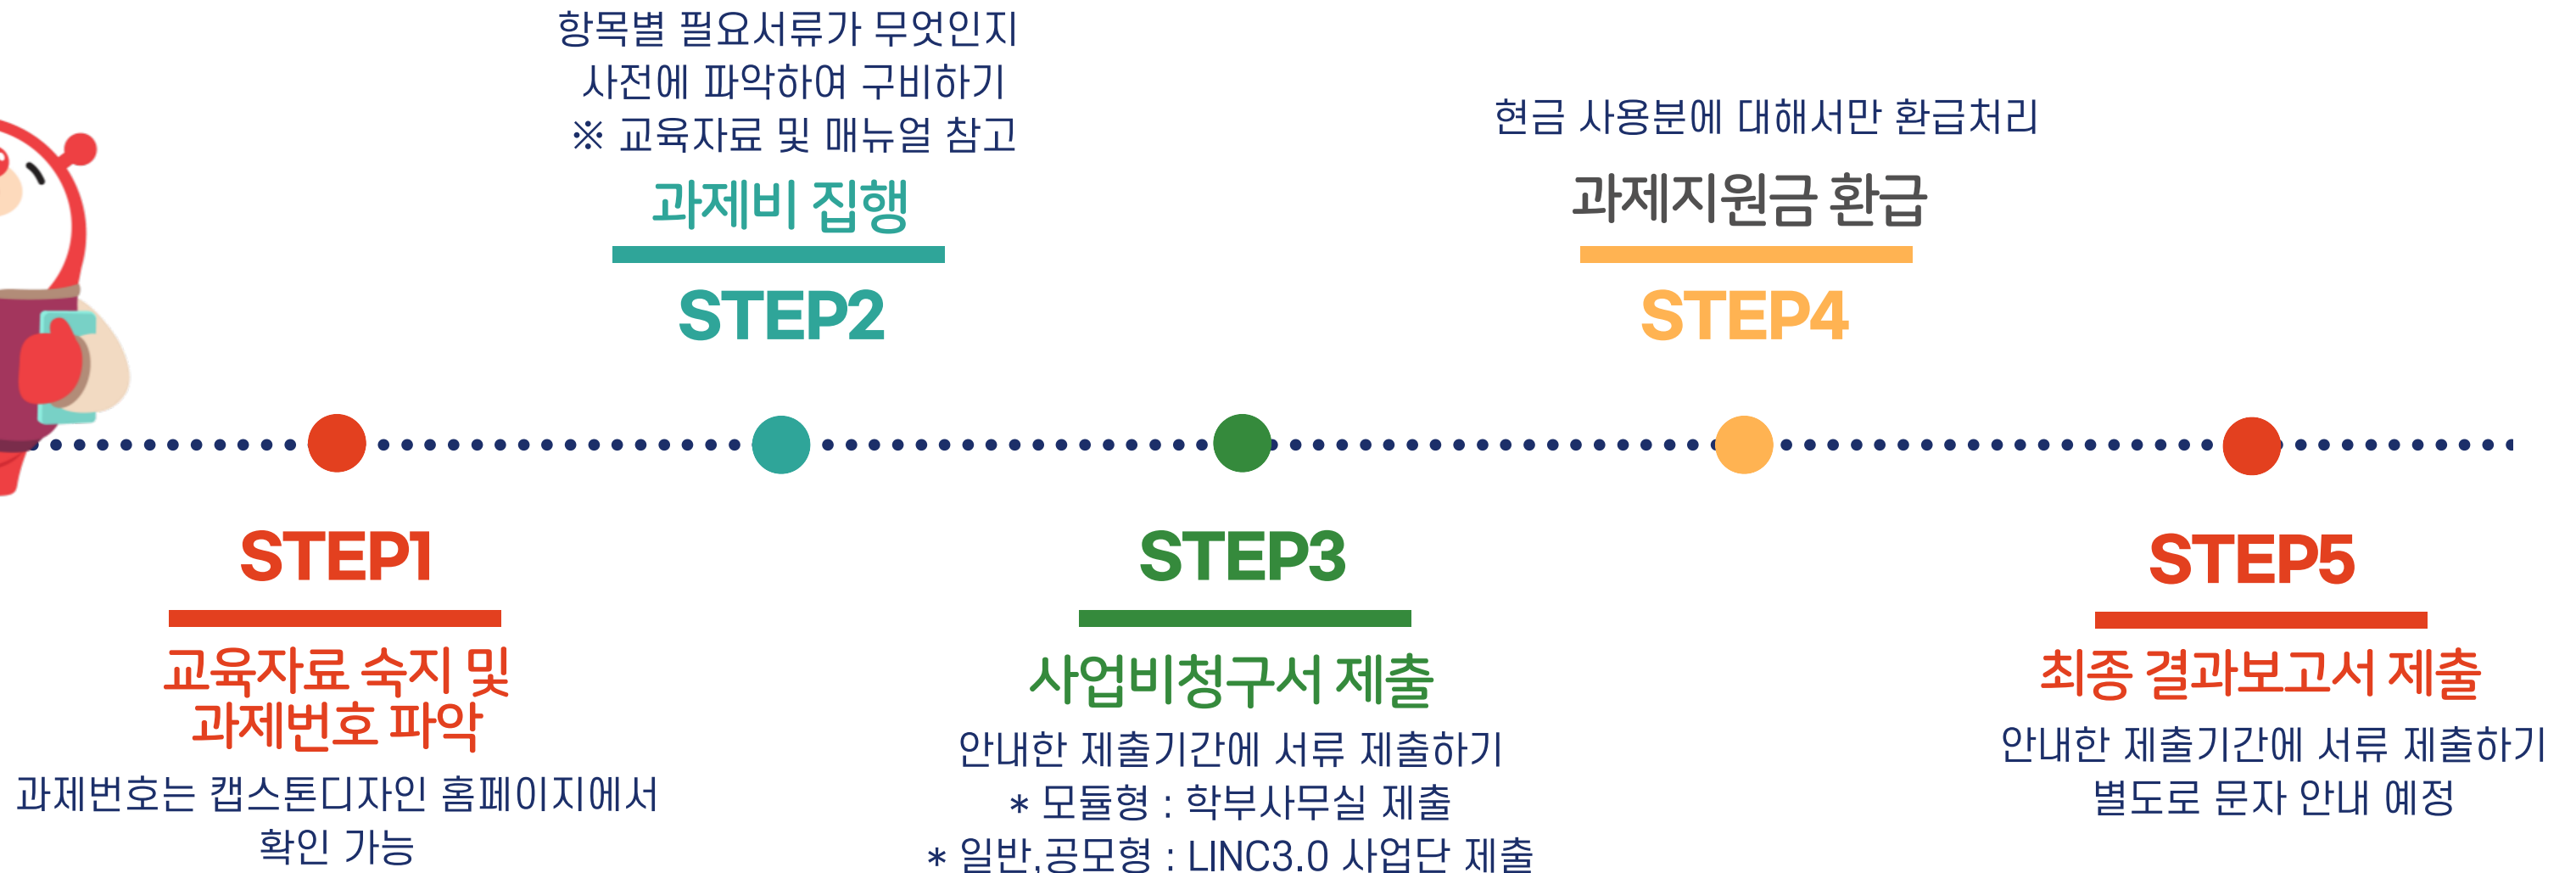 STEP1
교육자료 숙지 및
과제번호 파악
과제번호는 캡스톤디자인 홈페이지에서
확인 가능
항목별 필요서류가 무엇인지
사전에 파악하여 구비하기
※ 교육자료 및 매뉴얼 참고
과제비 집행
STEP2
STEP3
사업비청구서 제출
안내한 제출기간에 서류 제출하기
* 모듈형 : 학부사무실 제출
* 일반,공모형 : LINC3.0 사업단 제출
현금 사용분에 대해서만 환급처리
과제지원금 환급
STEP4
STEP5
최종 결과보고서 제출
안내한 제출기간에 서류 제출하기
별도로 문자 안내 예정